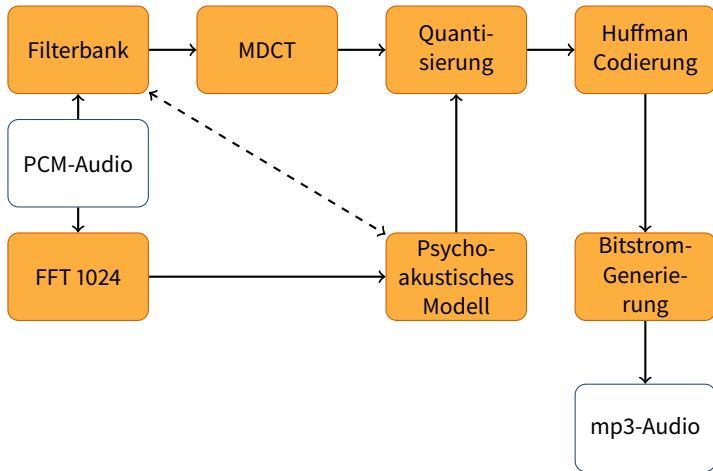 Filterbank
MDCT
Quanti-
sierung
Huffman
Codierung
PCM-Audio
FFT 1024
Psycho-
akustisches
Modell
Bitstrom-
Generie-
rung
mp3-Audio